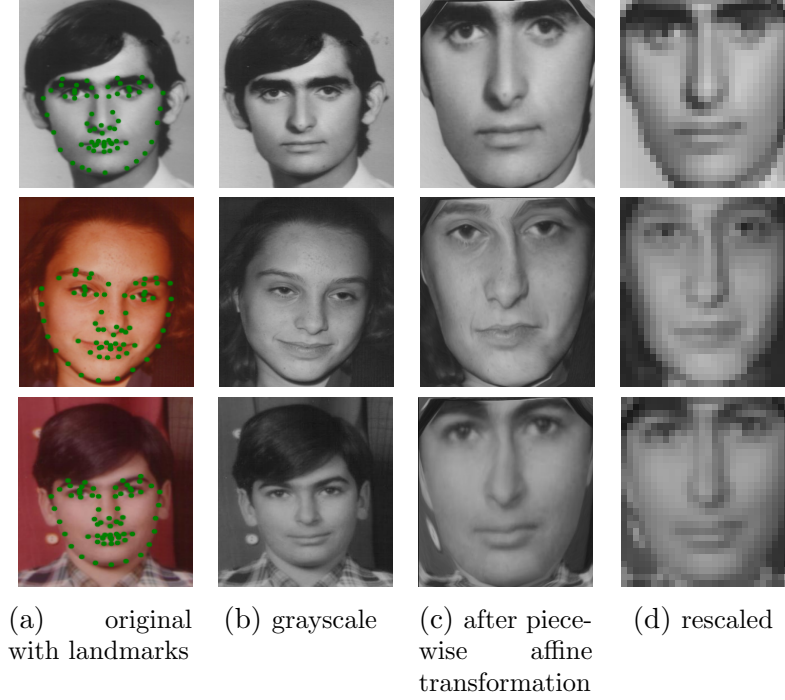 (a) original
with landmarks
(b) grayscale
(c) after piece-
wise affine
transformation
(d) rescaled